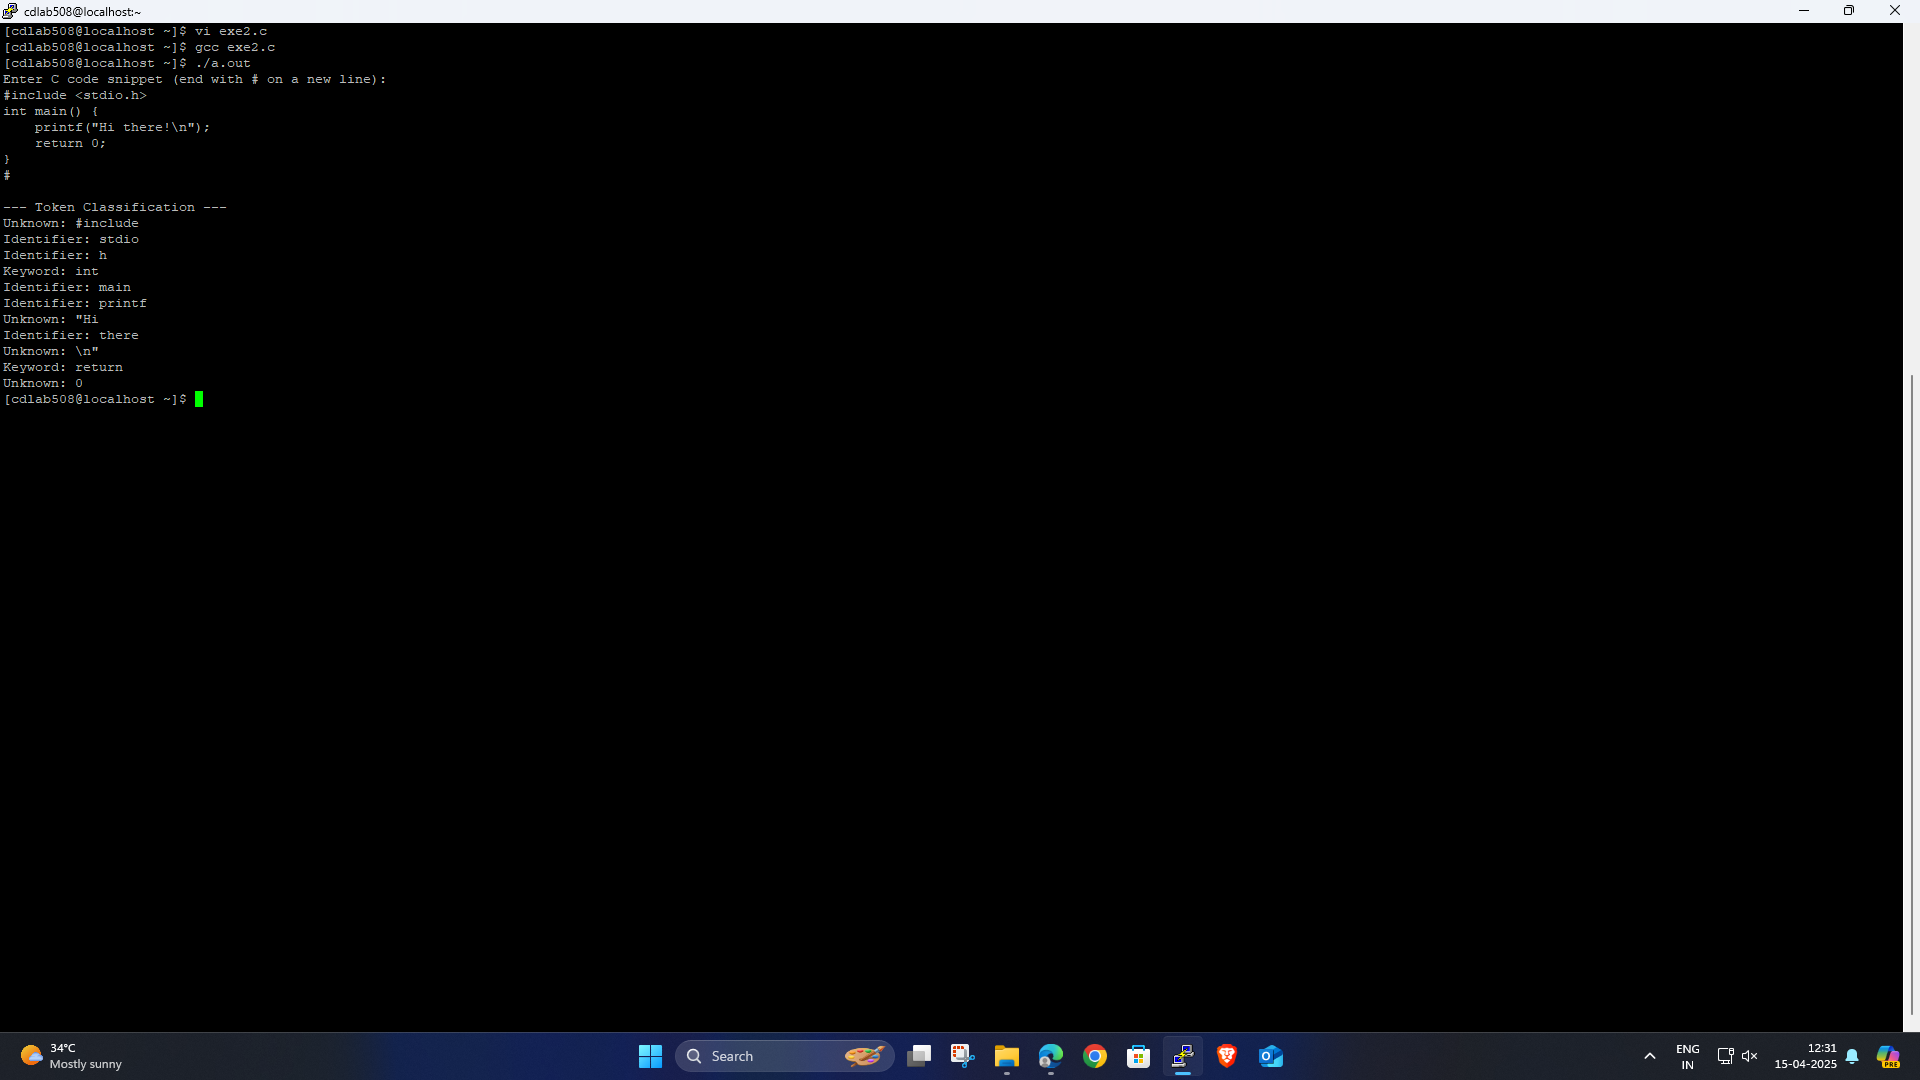 cdlab508@localhost:~
[cdlab508@localhost ~]$ vi exe2.c
[cdlab508@localhost ~]$ gcc exe2.c
[cdlab508@localhost ~]$ ./a.out
Enter C code snippet (end with # on a new line):
#include <stdio.h>
int main() {
    printf("Hi there!\n");
    return 0;
}
#

--- Token Classification ---
Unknown: #include
Identifier: stdio
Identifier: h
Keyword: int
Identifier: main
Identifier: printf
Unknown: "Hi
Identifier: there
Unknown: \n"
Keyword: return
Unknown: 0
[cdlab508@localhost ~]$
34°C
Mostly sunny
Search
ENG
IN
12:31
15-04-2025
PRE